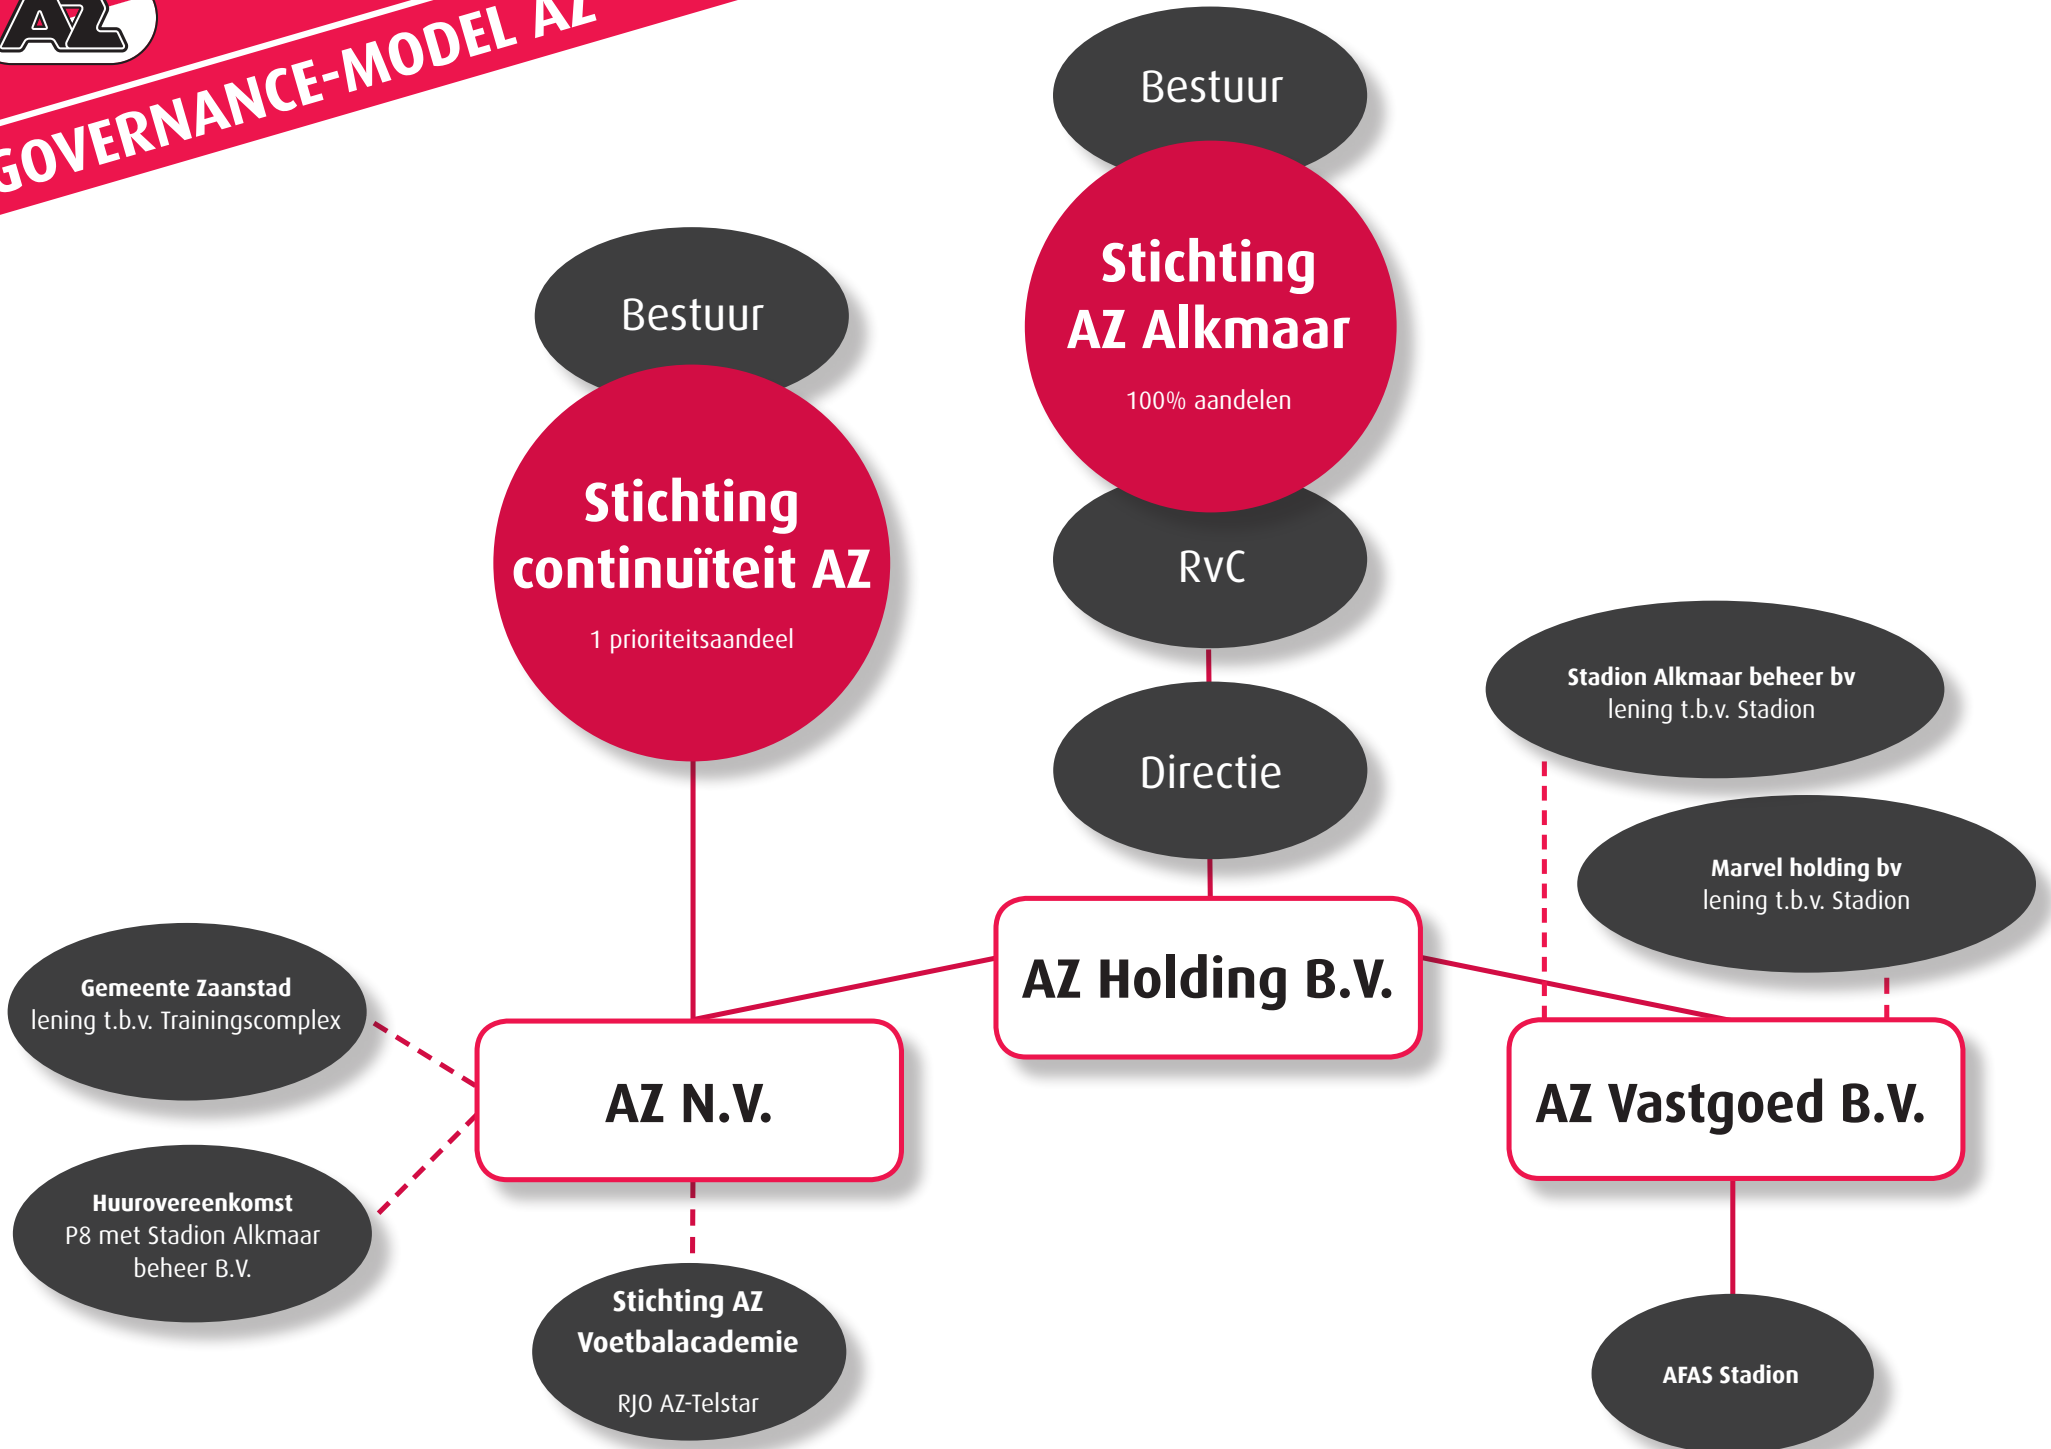 AZ
GOVERNANCE-MODEL AZ
Bestuur
Stichting
AZ Alkmaar
100% aandelen
RvC
Directie
Bestuur
Stichting
continuïteit AZ
1 prioriteitsaandeel
Stadion Alkmaar beheer bv
lening t.b.v. Stadion
Marvel holding bv
lening t.b.v. Stadion
AZ Holding B.V.
Gemeente Zaanstad
lening t.b.v. Trainingscomplex
AZ N.V.
AZ Vastgoed B.V.
Huurovereenkomst
P8 met Stadion Alkmaar
beheer B.V.
Stichting AZ
Voetbalacademie
RJO AZ-Telstar
AFAS Stadion